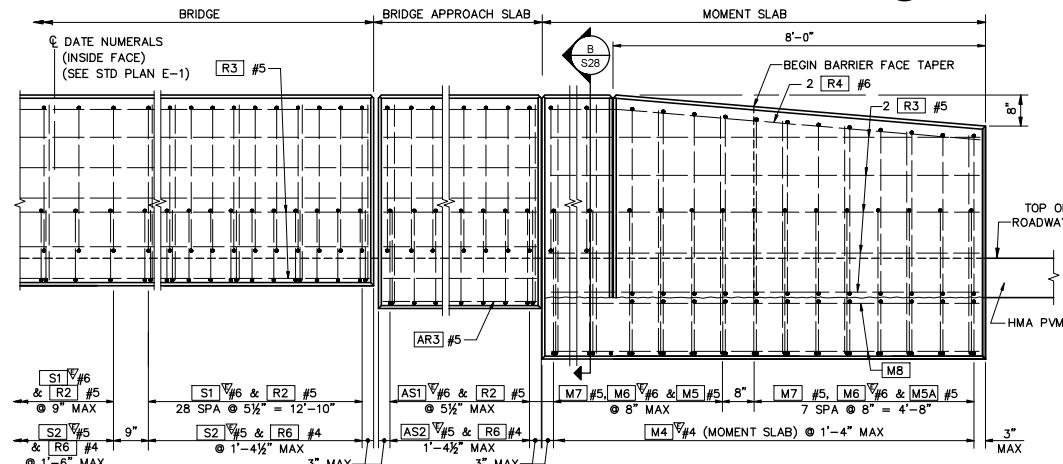 BRIDGE
BRIDGE APPROACH SLAB
MOMENT SLAB
℄ DATE NUMERALS
(INSIDE FACE)
(SEE STD PLAN E-1)
R3 #5
B
S28
8'-0"
BEGIN BARRIER FACE TAPER
2 R4 #6
2 R3 #5
8"
TOP O
ROADWA
HMA PVM
AR3 #5
M8
S1 E #6
& R2 #5
@ 9" MAX
S1 E #6 & R2 #5
28 SPA @ 5½" = 12'-10"
AS1 E #6 & R2 #5
@ 5½" MAX
M7 #5, M6 E #6 & M5 #5
@ 8" MAX
8"
M7 #5, M6 E #6 & M5A #5
7 SPA @ 8" = 4'-8"
S2 E #5
& R6 #4
@ 1'-6" MAX
9"
S2 E #5 & R6 #4
@ 1'-4½" MAX
3" MAX
AS2 E #5 & R6 #4
1'-4½" MAX
3" MAX
M4 E #4 (MOMENT SLAB) @ 1'-4" MAX
3"
MAX